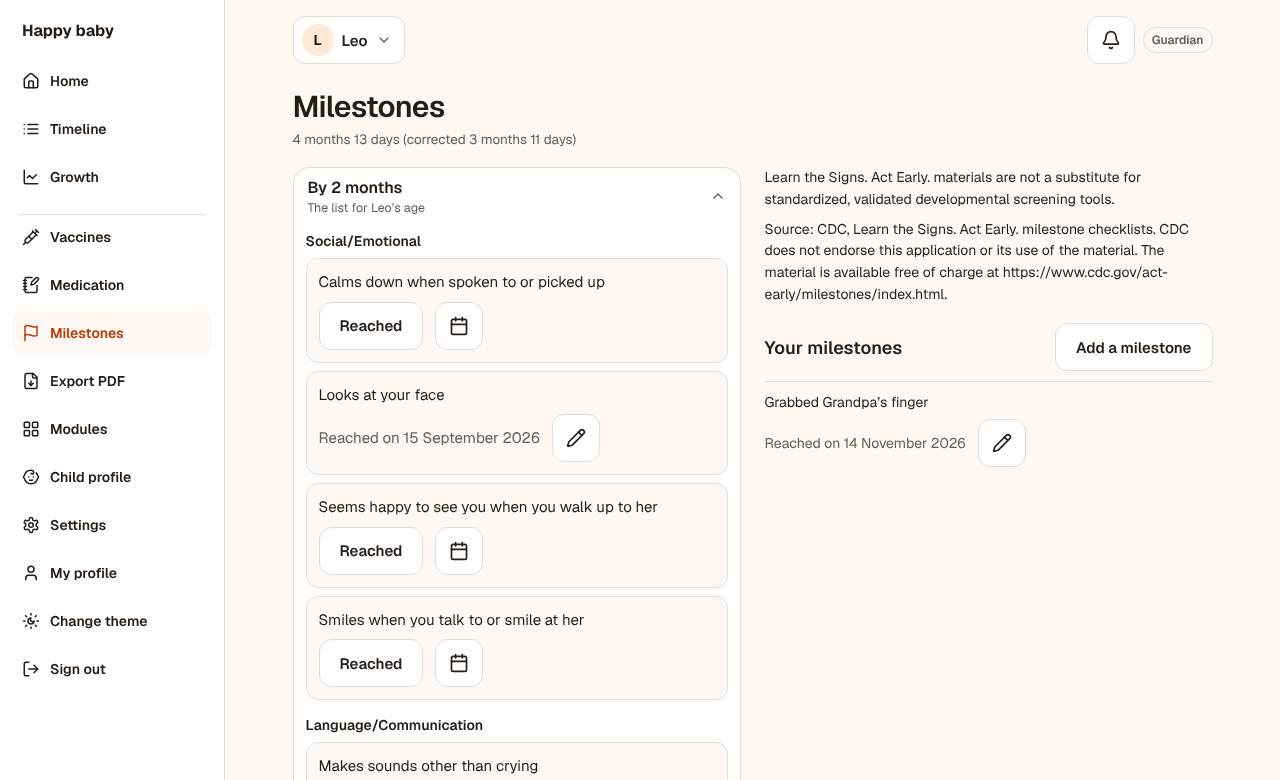 Happy baby
Home
Timeline
Growth
Vaccines
Medication
Milestones
Export PDF
Modules
Child profile
Settings
My profile
Change theme
Sign out
L Leo
Guardian
Milestones
4 months 13 days (corrected 3 months 11 days)
By 2 months
The list for Leo's age
Social/Emotional
Calms down when spoken to or picked up
Reached
Looks at your face
Reached on 15 September 2026
Seems happy to see you when you walk up to her
Reached
Smiles when you talk to or smile at her
Reached
Language/Communication
Makes sounds other than crying
Learn the Signs. Act Early. materials are not a substitute for
standardized, validated developmental screening tools.
Source: CDC, Learn the Signs. Act Early. milestone checklists. CDC
does not endorse this application or its use of the material. The
material is available free of charge at https://www.cdc.gov/act-
early/milestones/index.html.
Your milestones
Add a milestone
Grabbed Grandpa's finger
Reached on 14 November 2026